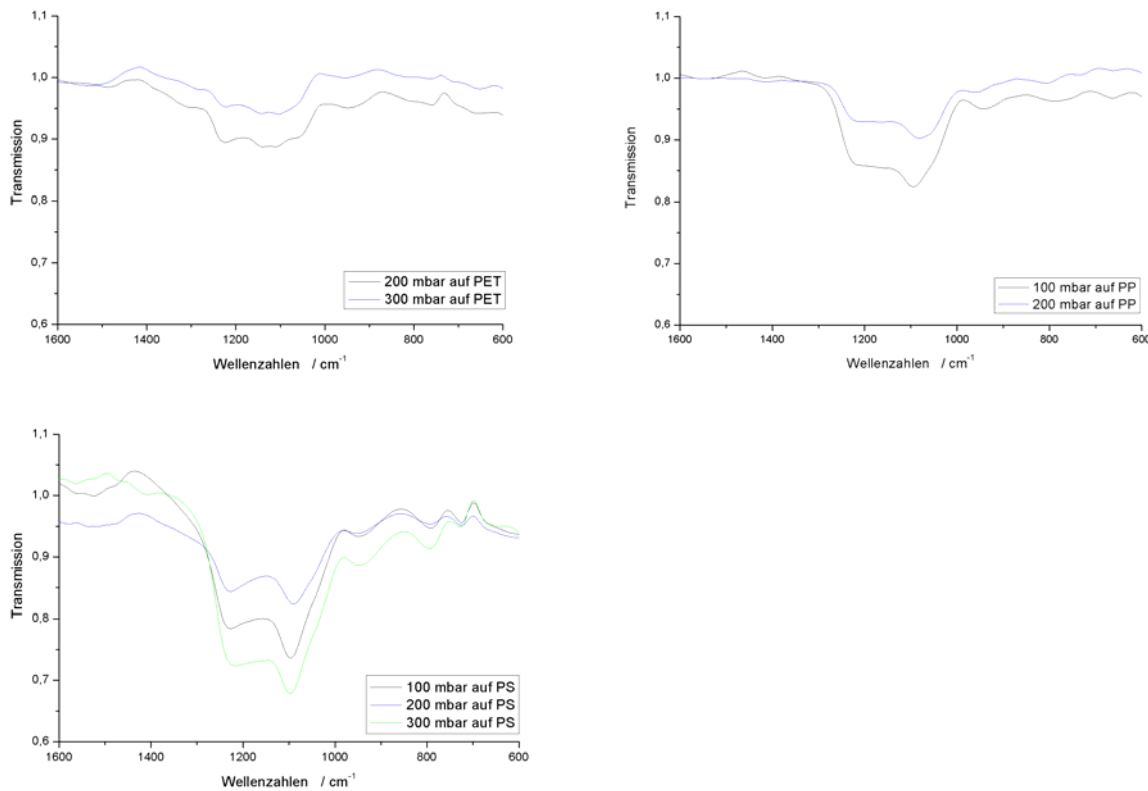 1,1
1,0
0,9
0,8
0,7
0,6
Transmission
200 mbar auf PET
300 mbar auf PET
1600 1400 1200 1000 800 600
Wellenzahlen / cm-1
1,1
1,0
0,9
0,8
0,7
0,6
Transmission
100 mbar auf PP
200 mbar auf PP
1600 1400 1200 1000 800 600
Wellenzahlen / cm-1
1,1
1,0
0,9
0,8
0,7
0,6
Transmission
100 mbar auf PS
200 mbar auf PS
300 mbar auf PS
1600 1400 1200 1000 800 600
Wellenzahlen / cm-1